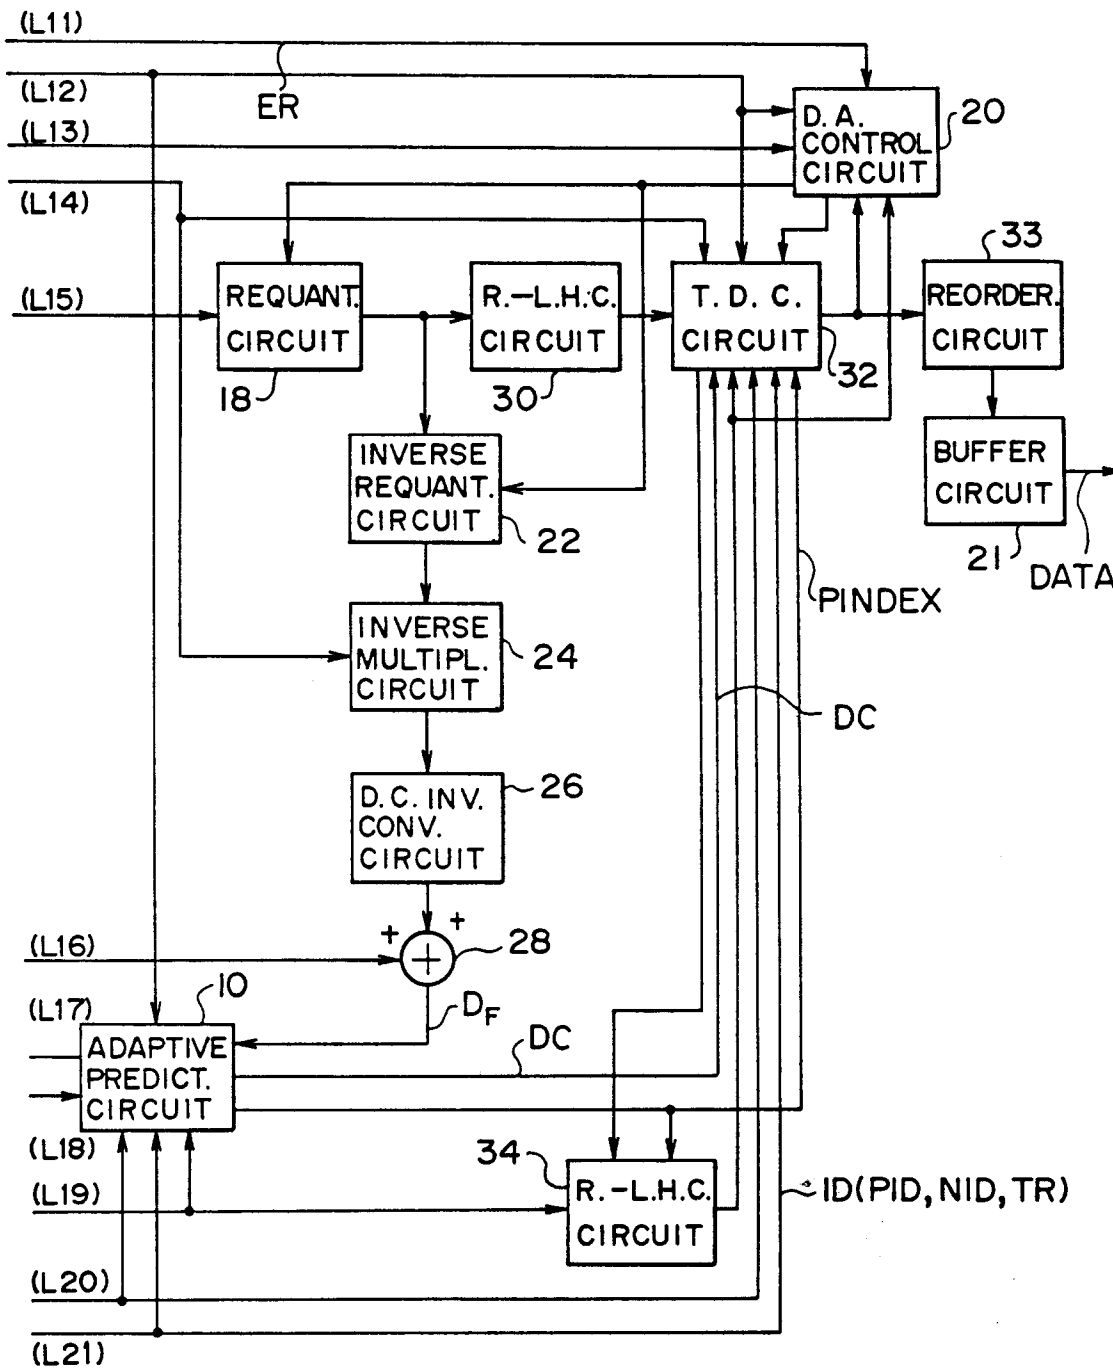 (L11)
ER
(L12)
(L13)
D. A.
CONTROL
CIRCUIT
20
(L14)
33
(L15)
REQUANT.
CIRCUIT
18
R.-L.H.C.
CIRCUIT
30
T. D. C.
CIRCUIT
32
REORDER.
CIRCUIT
INVERSE
REQUANT.
CIRCUIT
22
BUFFER
CIRCUIT
21
DATA
PINDEX
INVERSE
MULTIPL.
CIRCUIT
24
DC
D.C. INV.
CONV.
CIRCUIT
26
(L16)
+
+
+
28
DF
(L17)
10
ADAPTIVE
PREDICT.
CIRCUIT
DC
(L18)
34
R.-L.H.C.
CIRCUIT
ID(PID, NID, TR)
(L19)
(L20)
(L21)